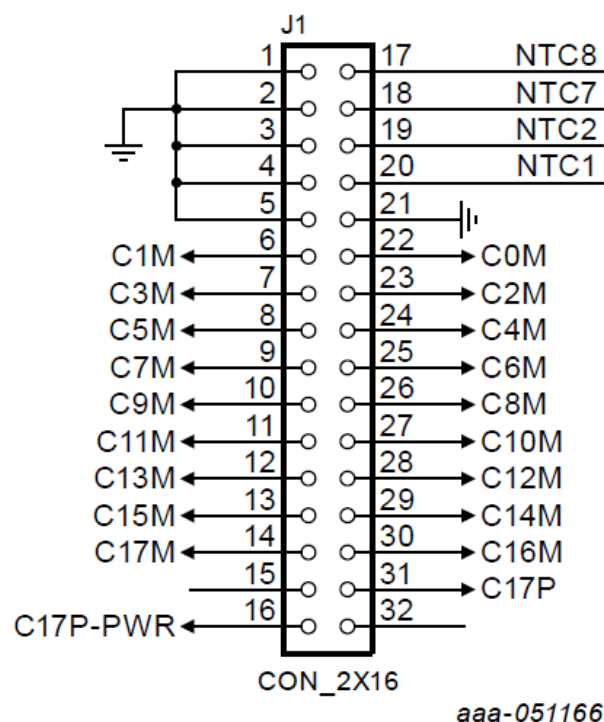 J1
1 17 NTC8
2 18 NTC7
3 19 NTC2
4 20 NTC1
5 21
C1M 6 22 C0M
C3M 7 23 C2M
C5M 8 24 C4M
C7M 9 25 C6M
C9M 10 26 C8M
C11M 11 27 C10M
C13M 12 28 C12M
C15M 13 29 C14M
C17M 14 30 C16M
15 31 C17P
C17P-PWR 16 32
CON_2X16
aaa-051166